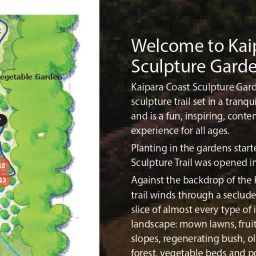 egetable Garden
12
13
Welcome to Kaip
Sculpture Garde
Kaipara Coast Sculpture Gard
sculpture trail set in a tranqui
and is a fun, inspiring, conten
experience for all ages.
Planting in the gardens starte
Sculpture Trail was opened in
Against the backdrop of the K
trail winds through a seclude
slice of almost every type of l
landscape: mown lawns, fruit
slopes, regenerating bush, ol
forest, vegetable beds and po